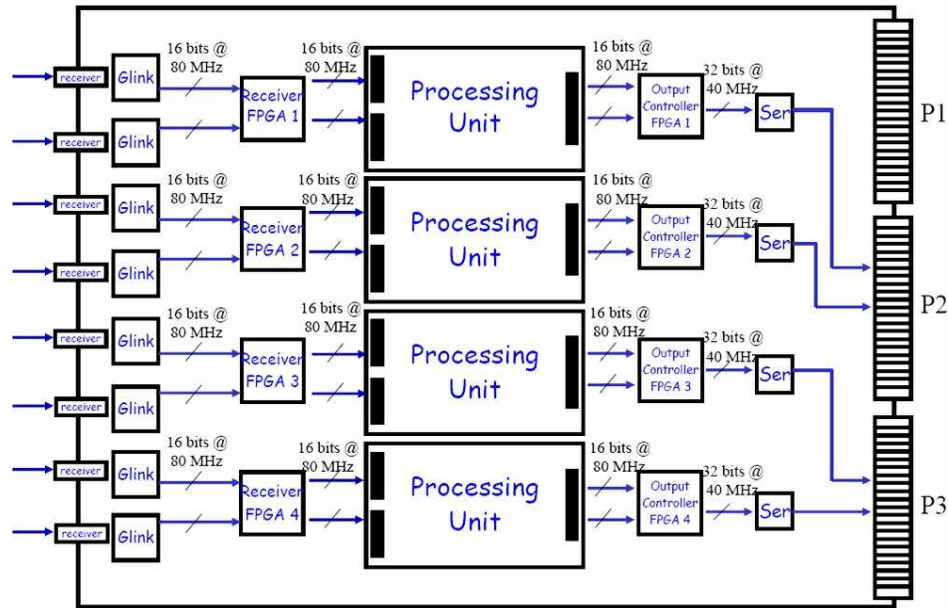 16 bits @
80 MHz
16 bits @
80 MHz
16 bits @
80 MHz
32 bits @
40 MHz
receiver
Glink
Receiver
FPGA 1
Processing
Unit
Output
Controller
FPGA 1
Ser
P1
receiver
Glink
16 bits @
80 MHz
16 bits @
80 MHz
16 bits @
80 MHz
32 bits @
40 MHz
receiver
Glink
Receiver
FPGA 2
Processing
Unit
Output
Controller
FPGA 2
Ser
receiver
Glink
P2
16 bits @
80 MHz
16 bits @
80 MHz
16 bits @
80 MHz
32 bits @
40 MHz
receiver
Glink
Receiver
FPGA 3
Processing
Unit
Output
Controller
FPGA 3
Ser
receiver
Glink
16 bits @
80 MHz
16 bits @
80 MHz
16 bits @
80 MHz
32 bits @
40 MHz
receiver
Glink
Receiver
FPGA 4
Processing
Unit
Output
Controller
FPGA 4
Ser
P3
receiver
Glink